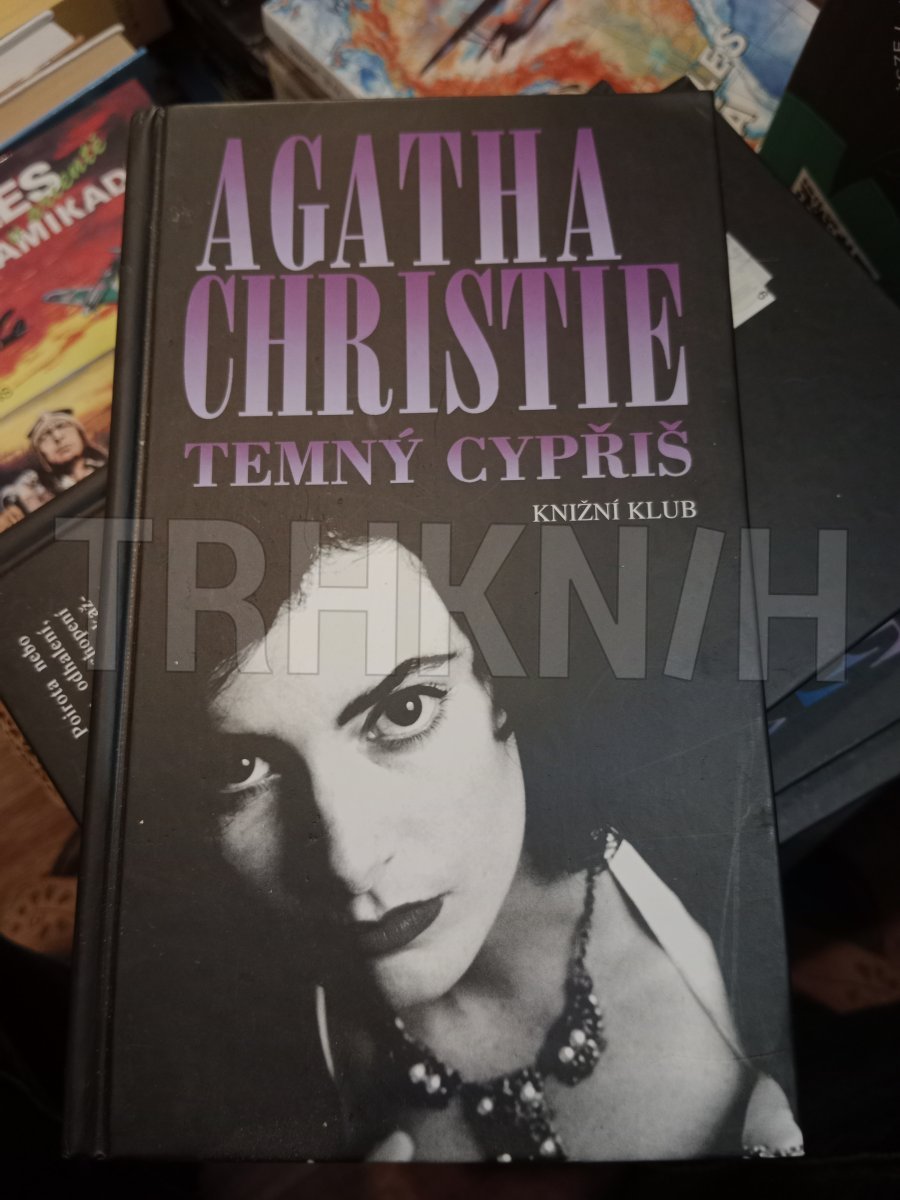 AGATHA
CHRISTIE
TEMNÝ CYPŘIŠ
KNIŽNÍ KLUB
TRHKNIH
Poirota nebo
odhalení,